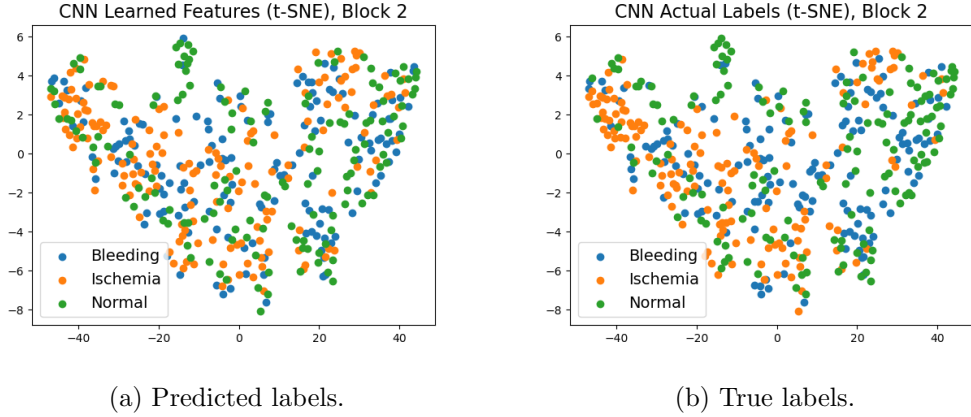 CNN Learned Features (t-SNE), Block 2
6
4
2
0
−2
−4
−6
−8
Bleeding
Ischemia
Normal
−40
−20
0
20
40
(a) Predicted labels.
CNN Actual Labels (t-SNE), Block 2
6
4
2
0
−2
−4
−6
−8
Bleeding
Ischemia
Normal
−40
−20
0
20
40
(b) True labels.